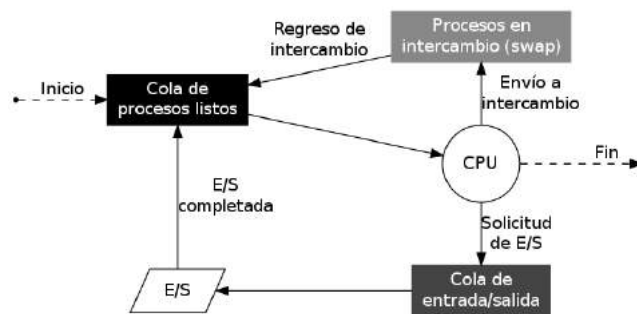 Procesos en
intercambio (swap)
Regreso de
intercambio
Inicio
Cola de
procesos listos
Envío a
intercambio
CPU
Fin
E/S
completada
Solicitud
de E/S
E/S
Cola de
entrada/salida